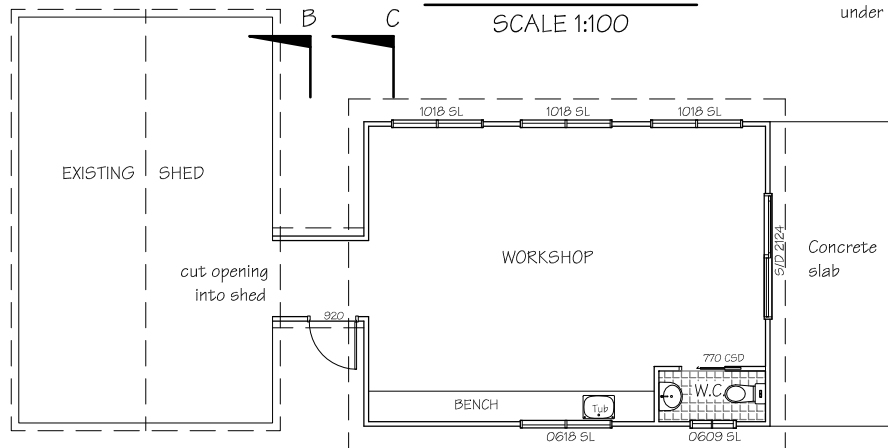 B
C
SCALE 1:100
under
1018 SL
1018 SL
1018 SL
EXISTING SHED
WORKSHOP
S/D 2124
Concrete
slab
cut opening
into shed
920
770 CSD
W.C.
BENCH
Tub
0618 SL
0609 SL